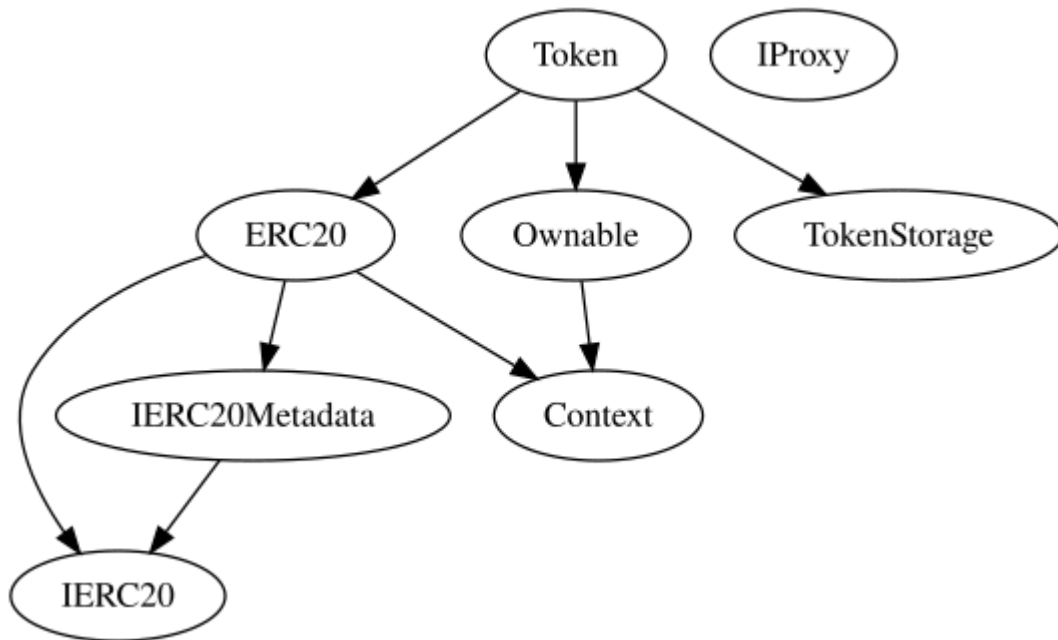 Token
IProxy
ERC20
Ownable
TokenStorage
IERC20Metadata
Context
IERC20